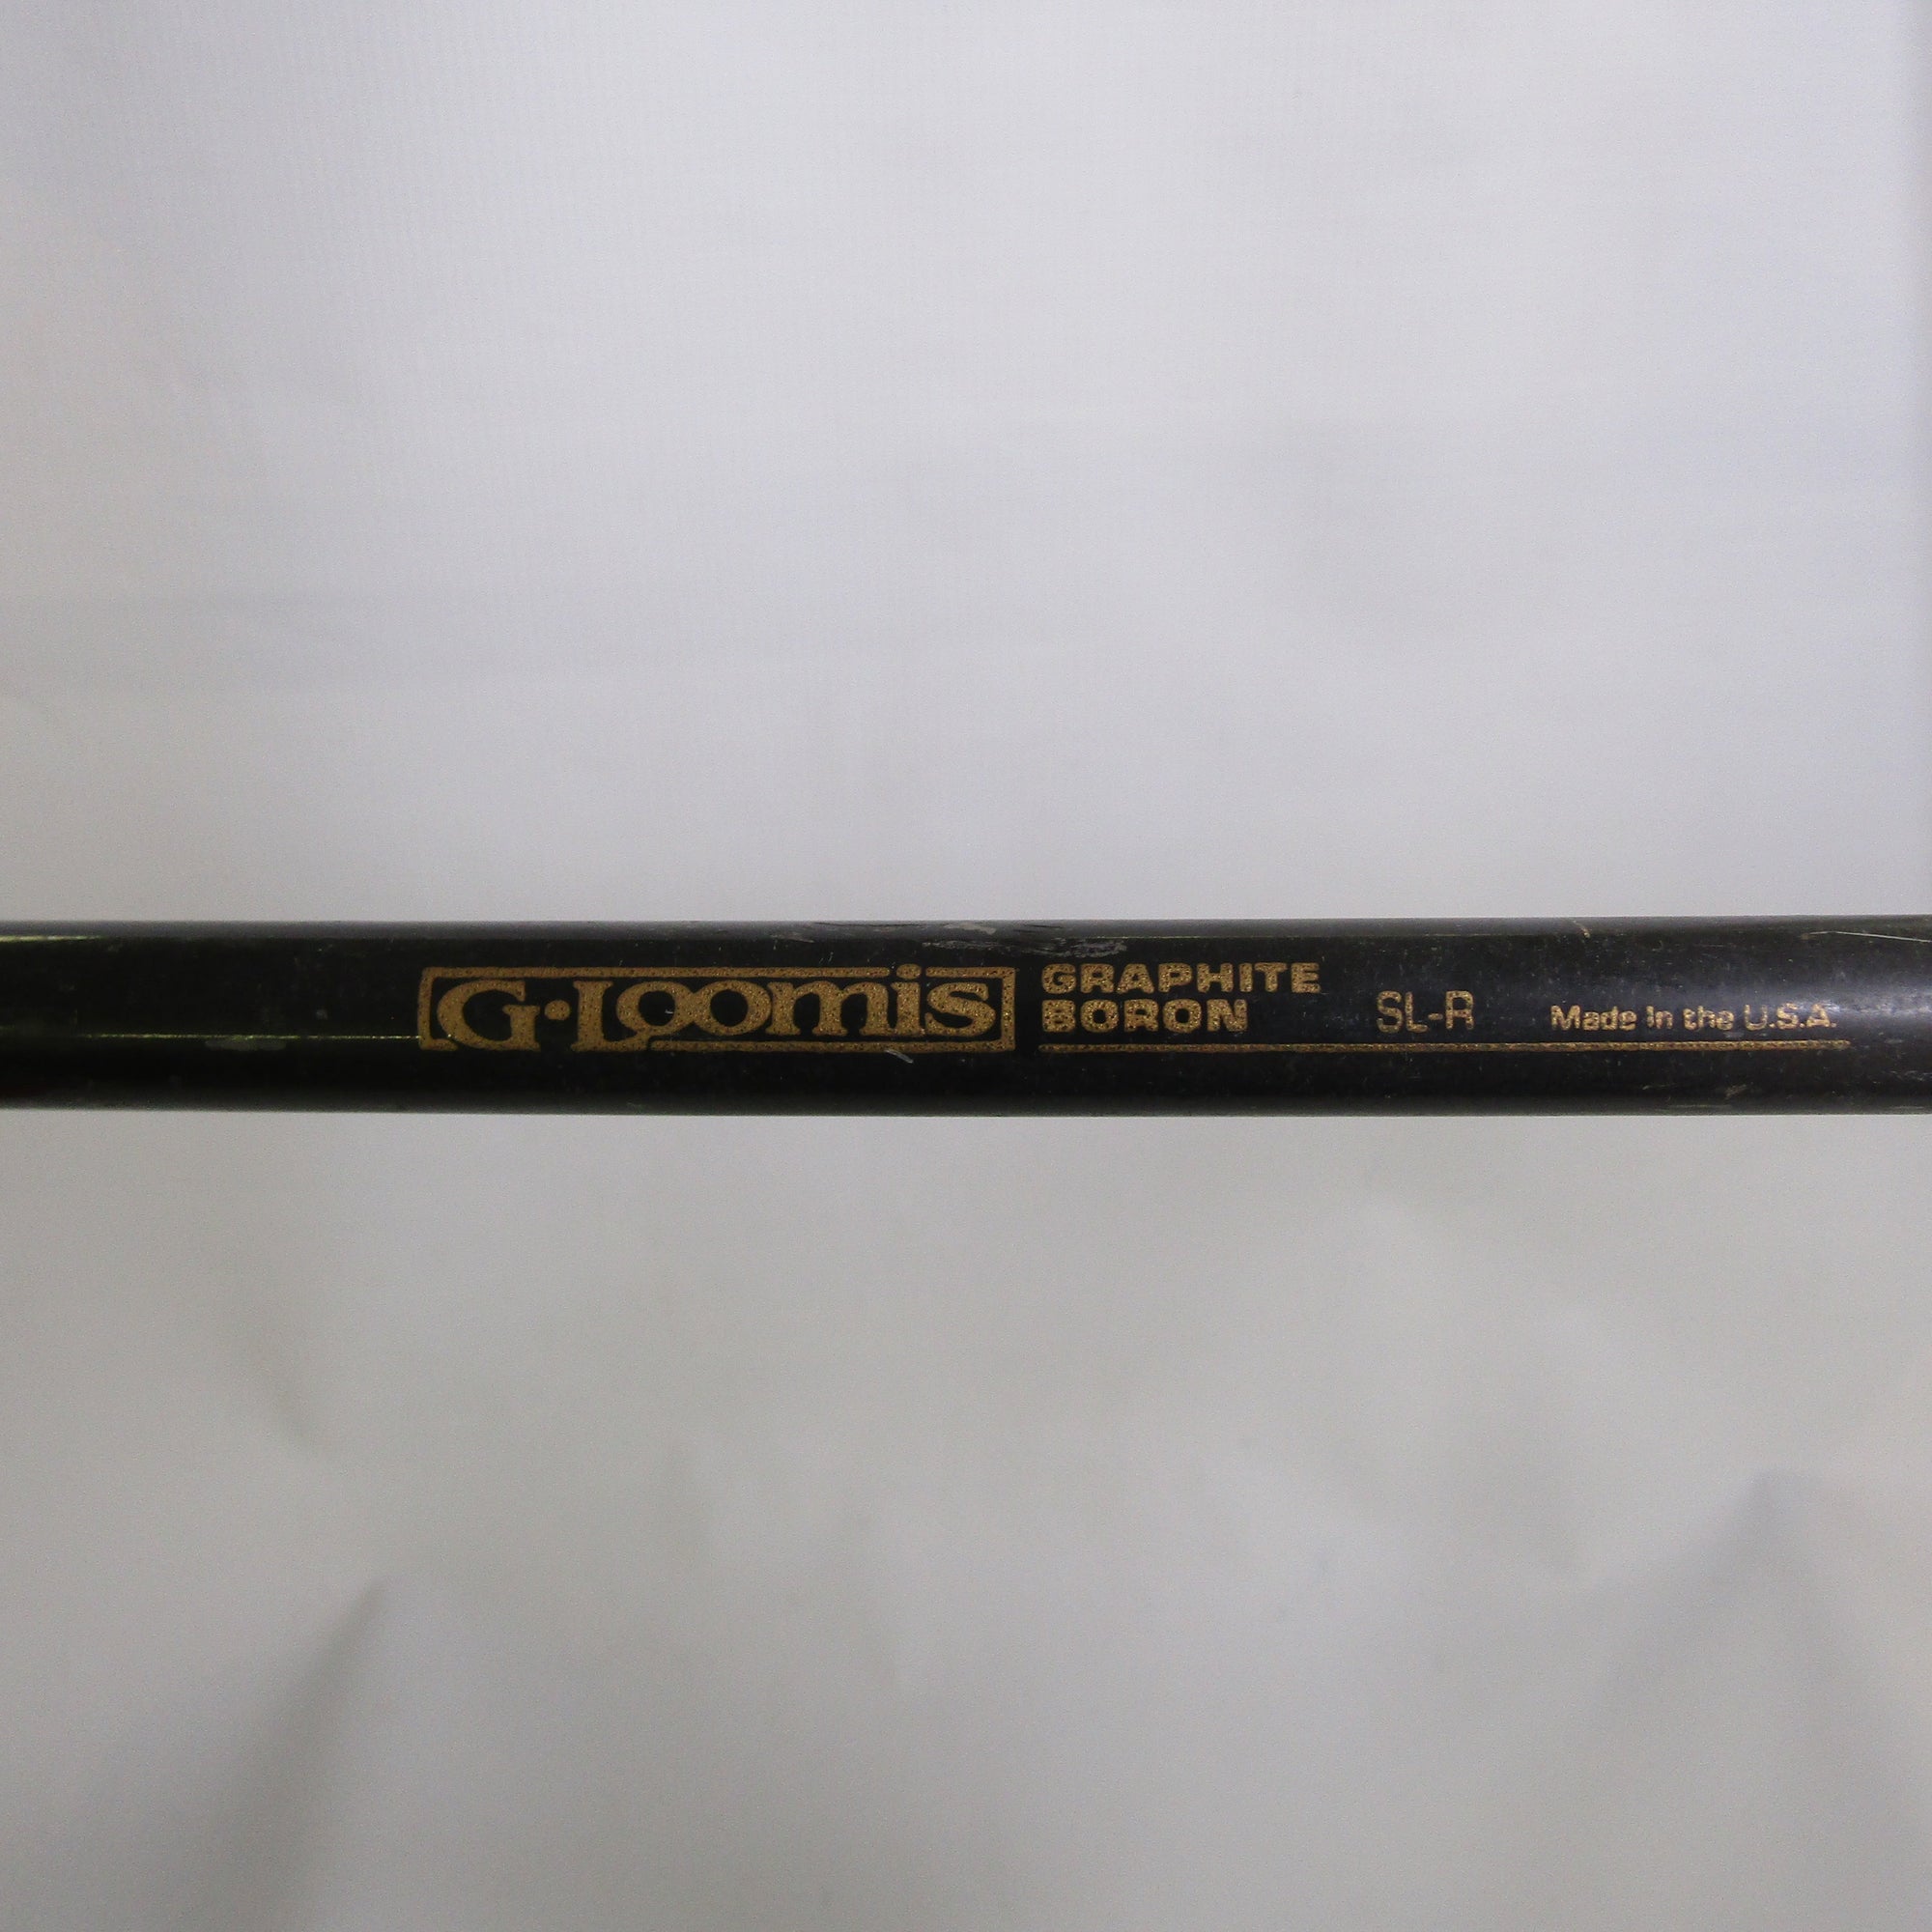 G·Loomis
GRAPHITE
BORON
SL-R
Made In the U.S.A.